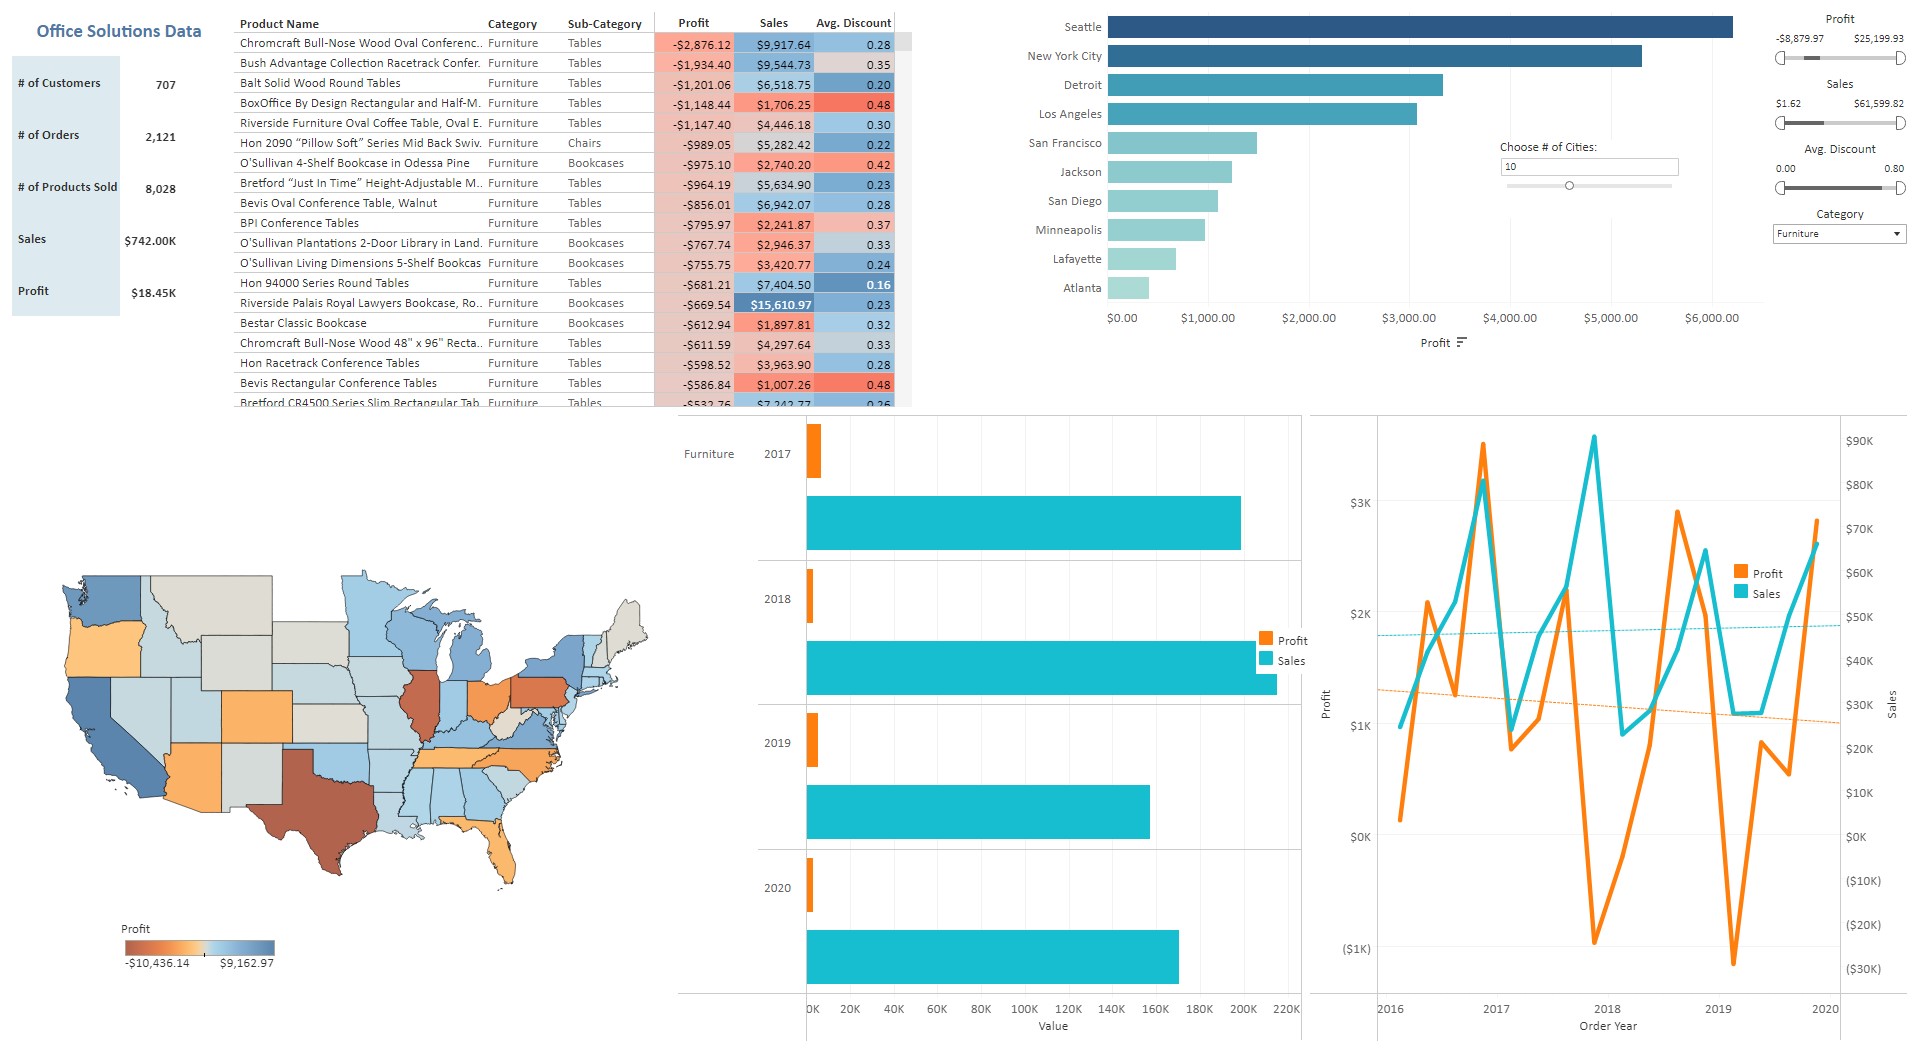 Office Solutions Data
# of Customers 707
# of Orders 2,121
# of Products Sold 8,028
Sales $742.00K
Profit $18.45K
Product Name Category Sub-Category Profit Sales Avg. Discount
Chromcraft Bull-Nose Wood Oval Conferenc.. Furniture Tables -$2,876.12 $9,917.64 0.28
Bush Advantage Collection Racetrack Confer. Furniture Tables -$1,934.40 $9,544.73 0.35
Balt Solid Wood Round Tables Furniture Tables -$1,201.06 $6,518.75 0.20
BoxOffice By Design Rectangular and Half-M. Furniture Tables -$1,148.44 $1,706.25 0.48
Riverside Furniture Oval Coffee Table, Oval E. Furniture Tables -$1,147.40 $4,446.18 0.30
Hon 2090 “Pillow Soft” Series Mid Back Swiv. Furniture Chairs -$989.05 $5,282.42 0.22
O'Sullivan 4-Shelf Bookcase in Odessa Pine Furniture Bookcases -$975.10 $2,740.20 0.42
Bretford “Just In Time” Height-Adjustable M.. Furniture Tables -$964.19 $5,634.90 0.23
Bevis Oval Conference Table, Walnut Furniture Tables -$856.01 $6,942.07 0.28
BPI Conference Tables Furniture Tables -$795.97 $2,241.87 0.37
O'Sullivan Plantations 2-Door Library in Land. Furniture Bookcases -$767.74 $2,946.37 0.33
O'Sullivan Living Dimensions 5-Shelf Bookcas Furniture Bookcases -$755.75 $3,420.77 0.24
Hon 94000 Series Round Tables Furniture Tables -$681.21 $7,404.50 0.16
Riverside Palais Royal Lawyers Bookcase, Ro.. Furniture Bookcases -$669.54 $15,610.97 0.23
Bestar Classic Bookcase Furniture Bookcases -$612.94 $1,897.81 0.32
Chromcraft Bull-Nose Wood 48" x 96" Recta.. Furniture Tables -$611.59 $4,297.64 0.33
Hon Racetrack Conference Tables Furniture Tables -$598.52 $3,963.90 0.28
Bevis Rectangular Conference Tables Furniture Tables -$586.84 $1,007.26 0.48
Bretford CR4500 Series Slim Rectangular Tab Furniture Tables -$532.76 $7,242.77 0.26
Seattle
New York City
Detroit
Los Angeles
San Francisco
Jackson
San Diego
Minneapolis
Lafayette
Atlanta
$0.00 $1,000.00 $2,000.00 $3,000.00 $4,000.00 $5,000.00 $6,000.00
Profit
Choose # of Cities:
10
Profit
-$8,879.97 $25,199.93
Sales
$1.62 $61,599.82
Avg. Discount
0.00 0.80
Category
Furniture
Profit
-$10,436.14 $9,162.97
Furniture 2017
2018
2019
2020
Profit
Sales
0K 20K 40K 60K 80K 100K 120K 140K 160K 180K 200K 220K
Value
Profit
$3K
$2K
$1K
$0K
($1K)
Profit
Sales
$90K
$80K
$70K
$60K
$50K
$40K
$30K
$20K
$10K
$0K
($10K)
($20K)
($30K)
Sales
2016 2017 2018 2019 2020
Order Year